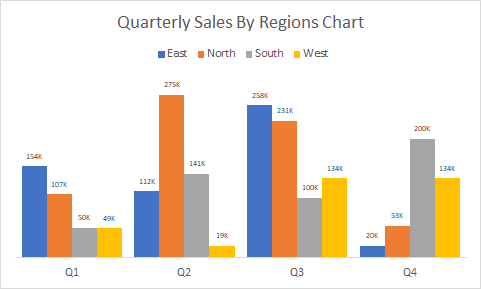 Quarterly Sales By Regions Chart
East North South West
154K 107K 50K 49K
112K 275K 141K 19K
258K 231K 100K 134K
20K 53K 200K 134K
Q1 Q2 Q3 Q4